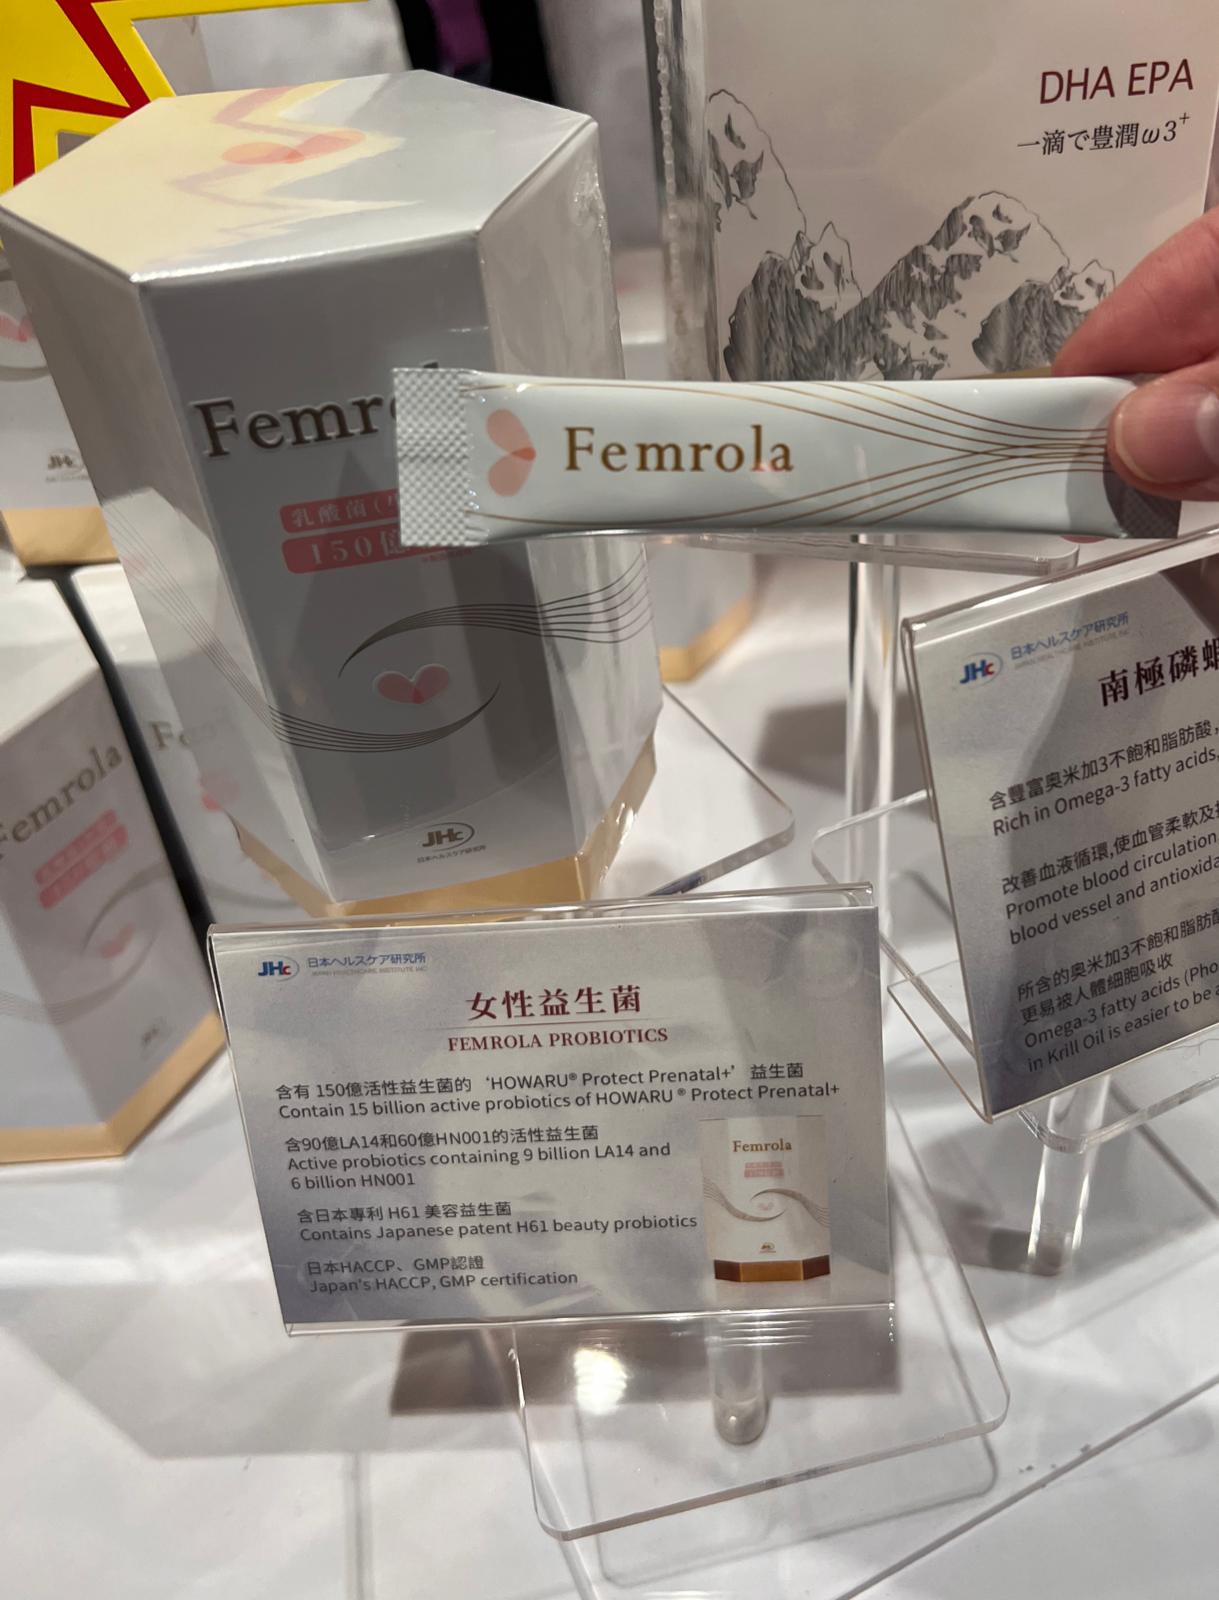 DHA EPA
一滴で豊潤ω3+
Femrola
乳酸菌
150億
JHc
日本ヘルスケア研究所
Femrola
Femrola
JHc 日本ヘルスケア研究所
JAPAN HEALTHCARE INSTITUTE INC
女性益生菌
FEMROLA PROBIOTICS
含有 150億活性益生菌的 ‘HOWARU® Protect Prenatal+’ 益生菌
Contain 15 billion active probiotics of HOWARU ® Protect Prenatal+
含90億LA14和60億HN001的活性益生菌
Active probiotics containing 9 billion LA14 and
6 billion HN001
含日本專利 H61 美容益生菌
Contains Japanese patent H61 beauty probiotics
日本HACCP、GMP認證
Japan's HACCP, GMP certification
Femrola
JHc 日本ヘルスケア研究所
JAPAN HEALTHCARE INSTITUTE INC
南極磷蝦
含豐富奧米加3不飽和脂肪酸,
Rich in Omega-3 fatty acids,
改善血液循環,使血管柔軟及
Promote blood circulation
blood vessel and antioxida
所含的奧米加3不飽和脂肪酸
更易被人體細胞吸收
Omega-3 fatty acids (Pho
in Krill Oil is easier to be a